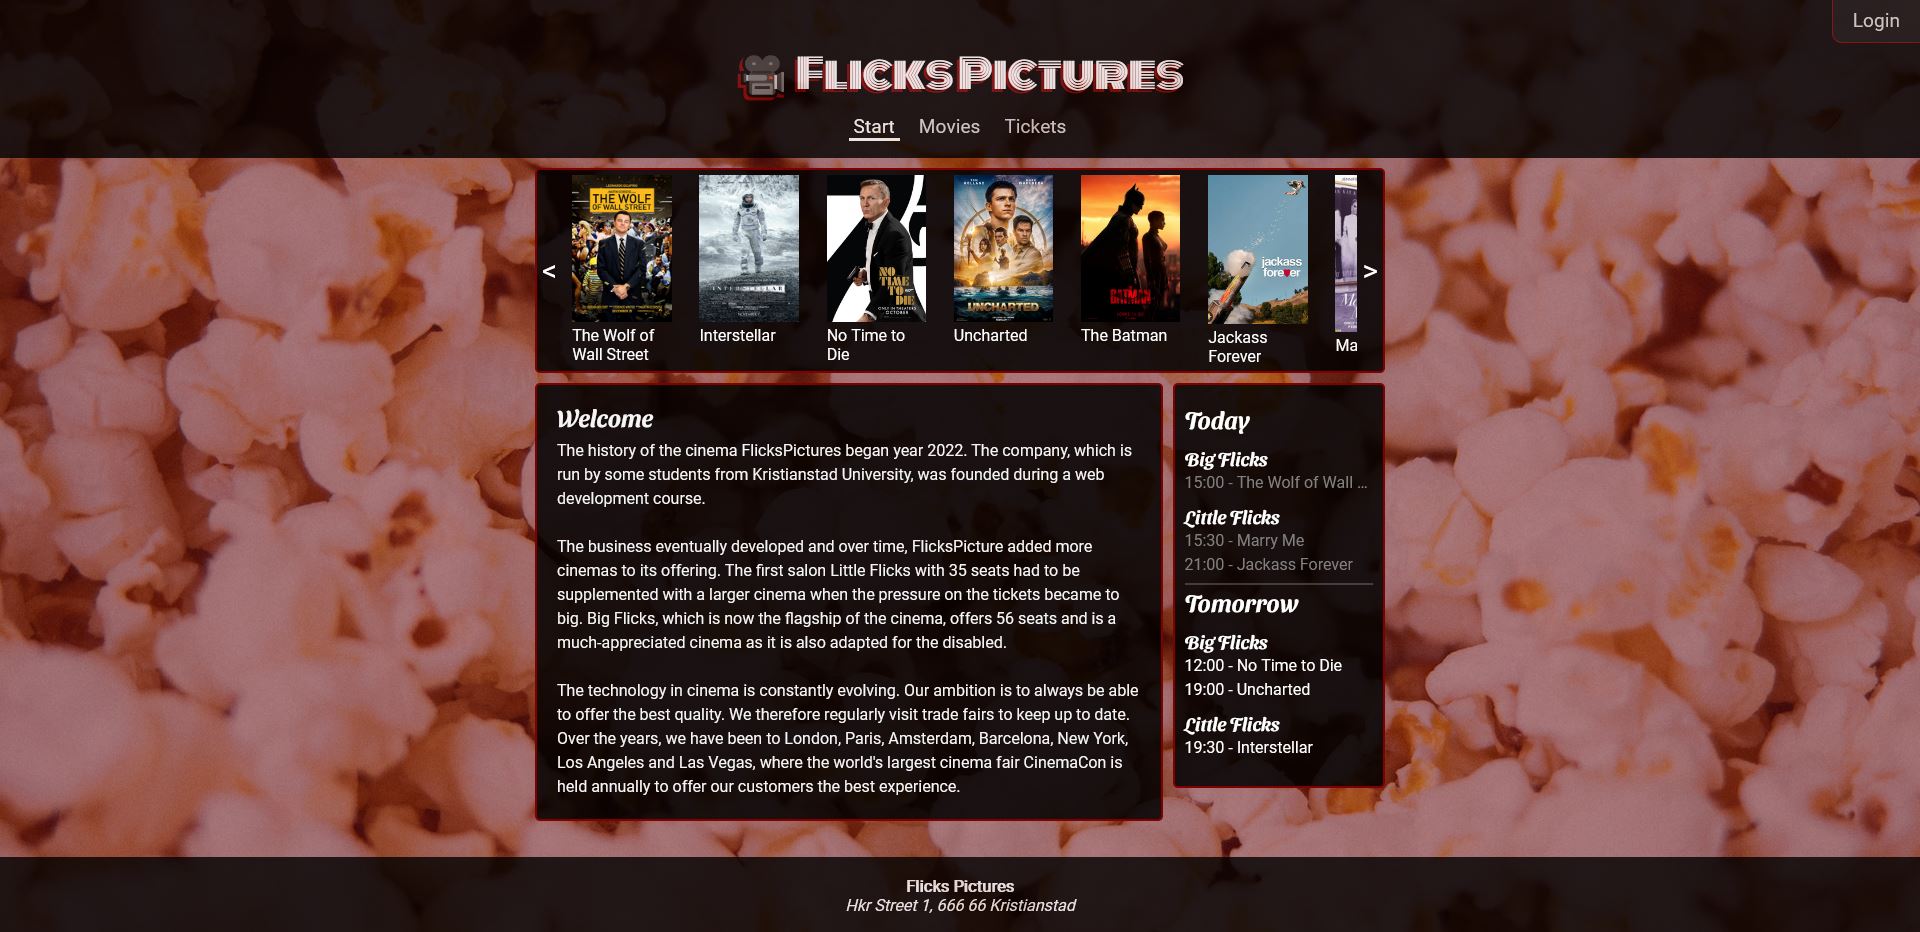 Login
FLICKSPICTURES
Start Movies Tickets
THE WOLF
OF WALL STREET
INTERSTELLAR
NO
TIME
TO
DIE
UNCHARTED
BATMAN
jackass
forever
<
>
The Wolf of
Wall Street
Interstellar
No Time to
Die
Uncharted
The Batman
Jackass
Forever
Ma
Welcome
The history of the cinema FlicksPictures began year 2022. The company, which is
run by some students from Kristianstad University, was founded during a web
development course.
The business eventually developed and over time, FlicksPicture added more
cinemas to its offering. The first salon Little Flicks with 35 seats had to be
supplemented with a larger cinema when the pressure on the tickets became to
big. Big Flicks, which is now the flagship of the cinema, offers 56 seats and is a
much-appreciated cinema as it is also adapted for the disabled.
The technology in cinema is constantly evolving. Our ambition is to always be able
to offer the best quality. We therefore regularly visit trade fairs to keep up to date.
Over the years, we have been to London, Paris, Amsterdam, Barcelona, New York,
Los Angeles and Las Vegas, where the world's largest cinema fair CinemaCon is
held annually to offer our customers the best experience.
Today
Big Flicks
15:00 - The Wolf of Wall ...
Little Flicks
15:30 - Marry Me
21:00 - Jackass Forever
Tomorrow
Big Flicks
12:00 - No Time to Die
19:00 - Uncharted
Little Flicks
19:30 - Interstellar
Flicks Pictures
Hkr Street 1, 666 66 Kristianstad